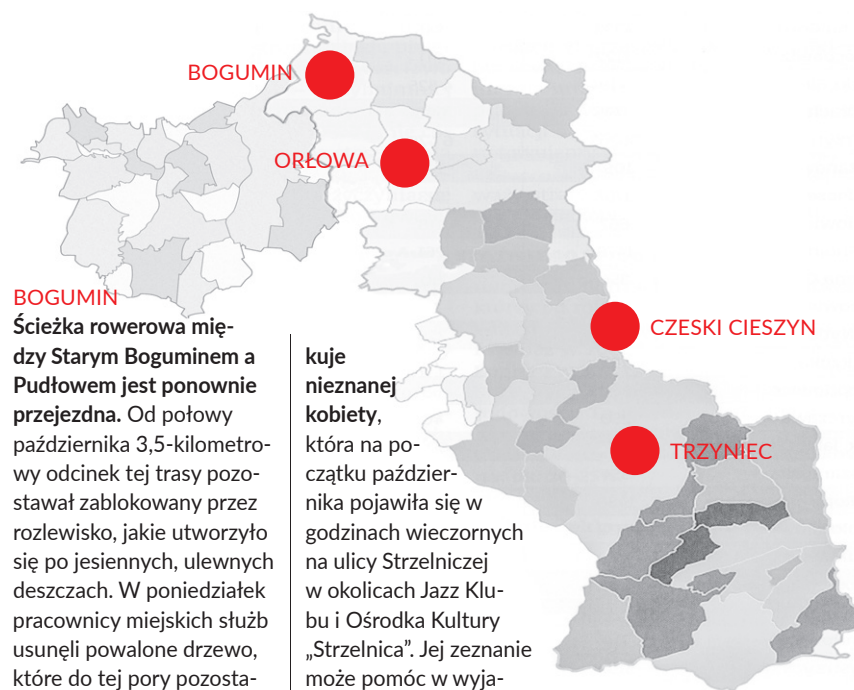 BOGUMIN
ORŁOWA
CZESKI CIESZYN
TRZYNIEC
BOGUMIN
Ścieżka rowerowa mię-
dzy Starym Boguminem a
Pudłowem jest ponownie
przejezdna. Od połowy
października 3,5-kilometro-
wy odcinek tej trasy pozo-
stawał zablokowany przez
rozlewisko, jakie utworzyło
się po jesiennych, ulewnych
deszczach. W poniedziałek
pracownicy miejskich służb
usunęli powalone drzewo,
które do tej pory pozosta-
kuje
nieznanej
kobiety,
która na po-
czątku paździer-
nika pojawiła się w
godzinach wieczornych
na ulicy Strzelniczej
w okolicach Jazz Klu-
bu i Ośrodka Kultury
„Strzelnica”. Jej zeznanie
może pomóc w wyja-